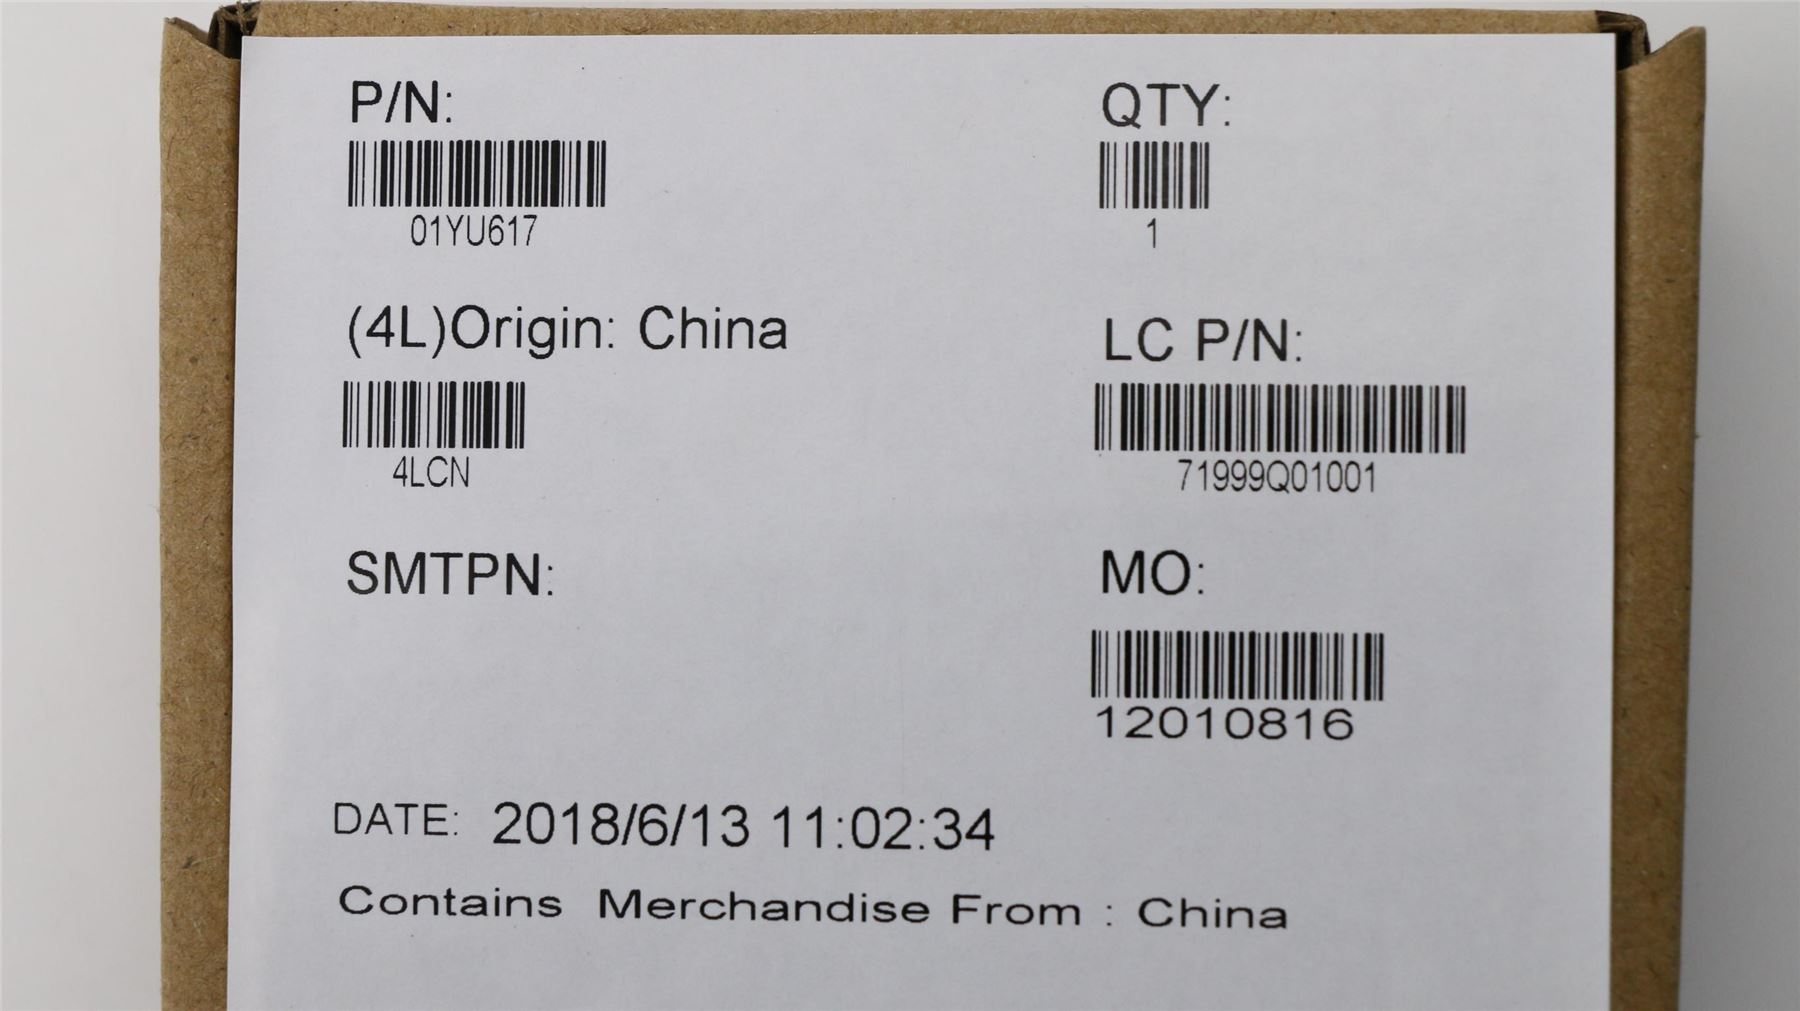 P/N:
01YU617
QTY:
1
(4L)Origin: China
4LCN
LC P/N:
71999Q01001
SMTPN:
MO:
12010816
DATE: 2018/6/13 11:02:34
Contains Merchandise From : China